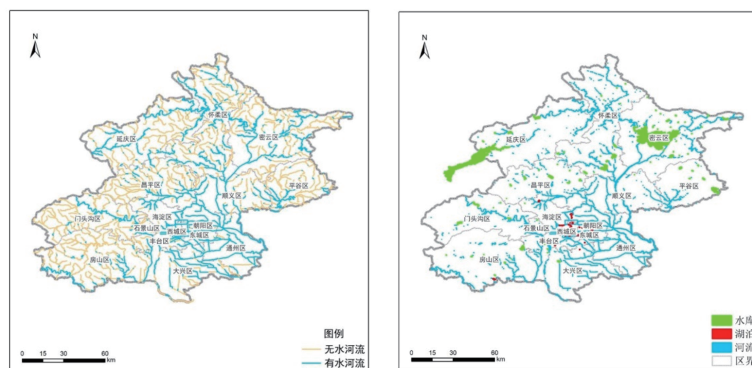 N
怀柔区
延庆区
密云区
昌平区
平谷区
顺义区
门头沟区
海淀区
石景山区
朝阳区
西城区
东城区
丰台区
通州区
房山区
大兴区
图例
无水河流
有水河流
0 15 30 60
km
N
怀柔区
延庆区
密云区
昌平区
平谷区
顺义区
门头沟区
海淀区
石景山区
朝阳区
西城区
东城区
丰台区
通州区
房山区
大兴区
水库
湖泊
河流
区界
0 15 30 60
km